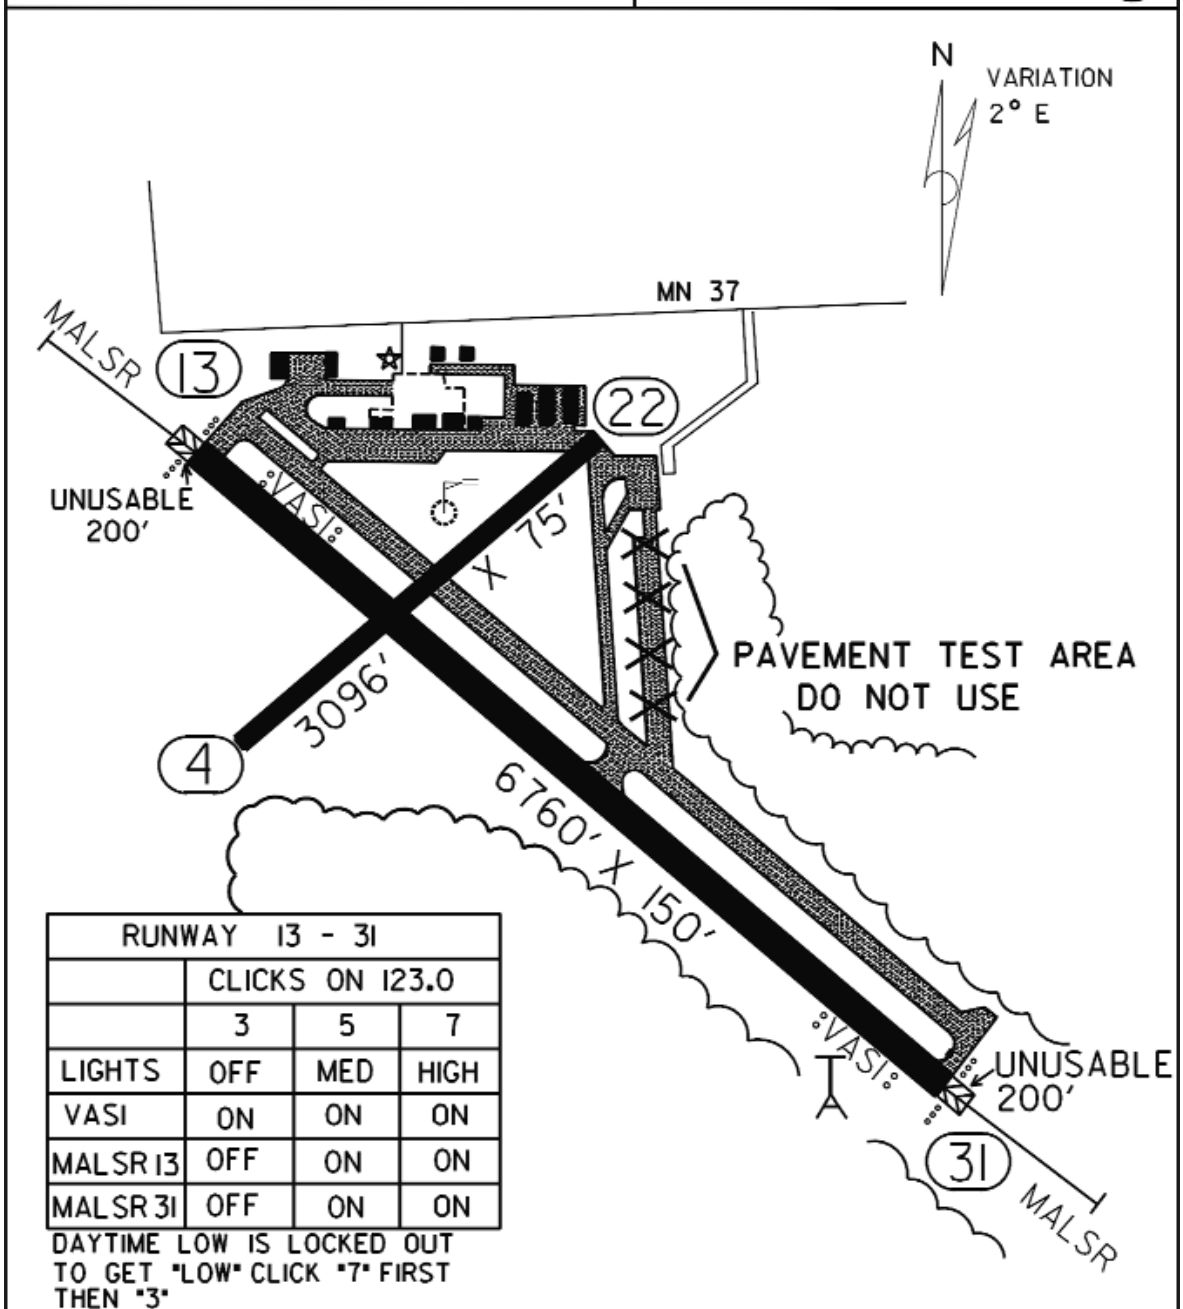 N
VARIATION
2° E
MN 37
MALSR
13
22
UNUSABLE
200'
:VASI:
X 75'
PAVEMENT TEST AREA
DO NOT USE
3096'
4
6760' X 150'
RUNWAY 13 - 31
CLICKS ON 123.0
3 5 7
LIGHTS OFF MED HIGH
VASI ON ON ON
MALSR 13 OFF ON ON
MALSR 31 OFF ON ON
DAYTIME LOW IS LOCKED OUT
TO GET "LOW" CLICK "7" FIRST
THEN "3"
:VASI:
UNUSABLE
200'
31
MALSR